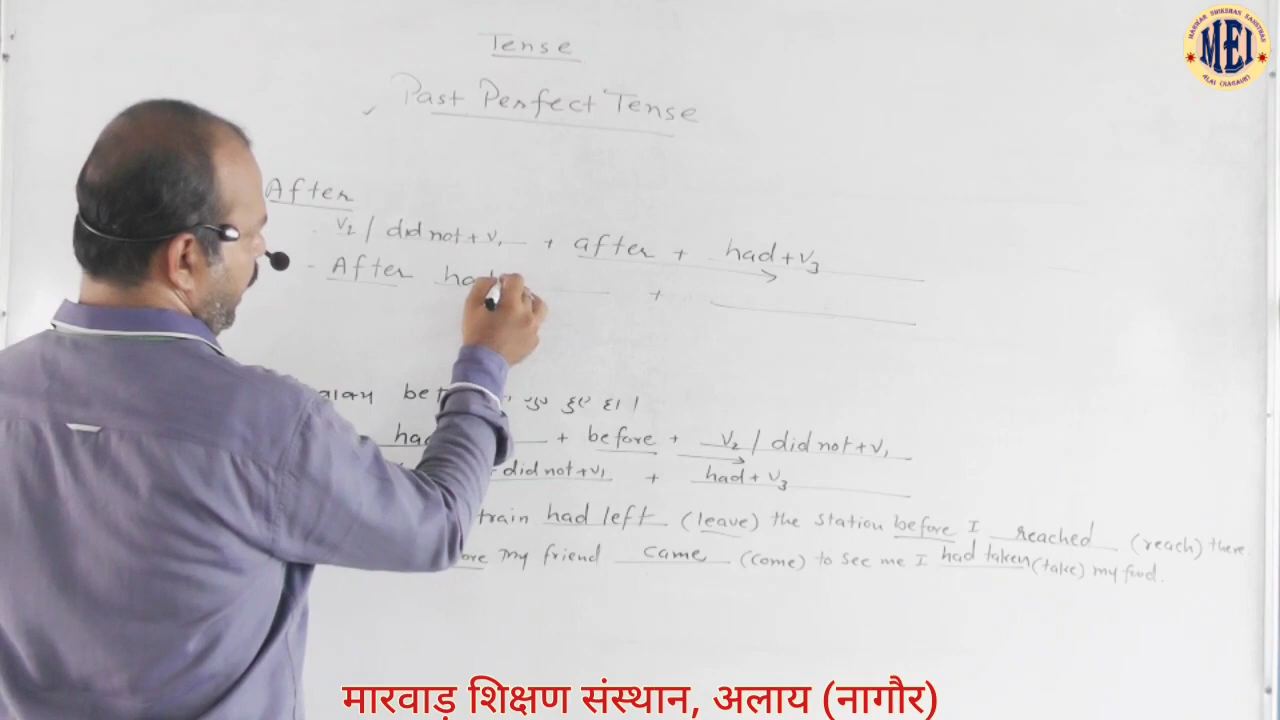 Tense
Past Perfect Tense
After
V2 / did not + V1 + after + had + V3
- After had +
had + before + V2 / did not + V1
did not + V1 + had + V3
train had left (leave) the station before I reached (reach) there.
my friend came (come) to see me I had taken (take) my food.
MEI
मारवाड़ शिक्षण संस्थान, अलाय (नागौर)